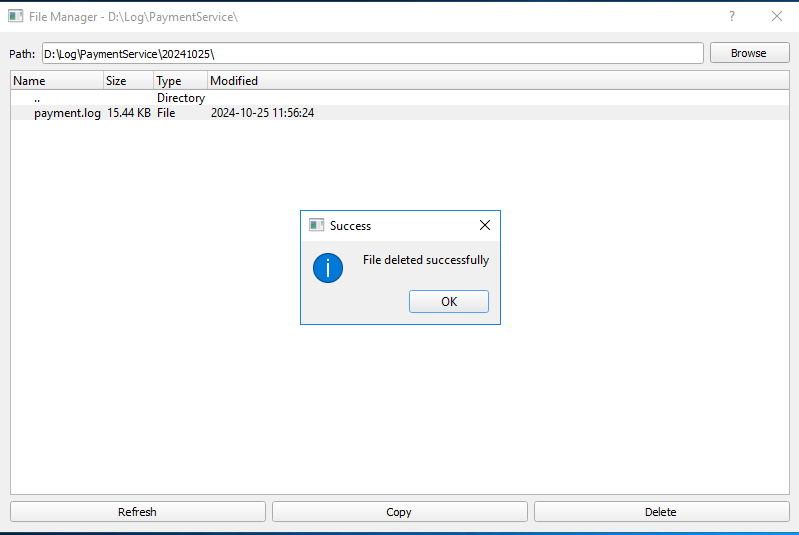 File Manager - D:\Log\PaymentService\
Path: D:\Log\PaymentService\20241025\ Browse
Name Size Type Modified
.. Directory
payment.log 15.44 KB File 2024-10-25 11:56:24
Success
File deleted successfully
OK
Refresh Copy Delete